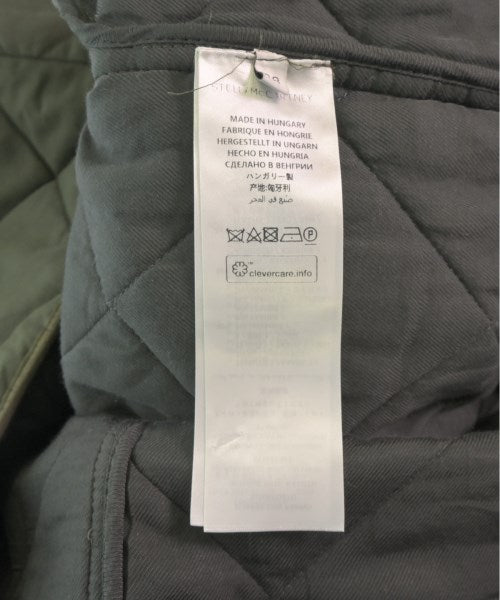 STELLA McCARTNEY
MADE IN HUNGARY
FABRIQUE EN HONGRIE
HERGESTELLT IN UNGARN
HECHO EN HUNGRIA
СДЕЛАНО В ВЕНГРИИ
ハンガリー製
产地:匈牙利
صنع في المجر
P
™ clevercare.info